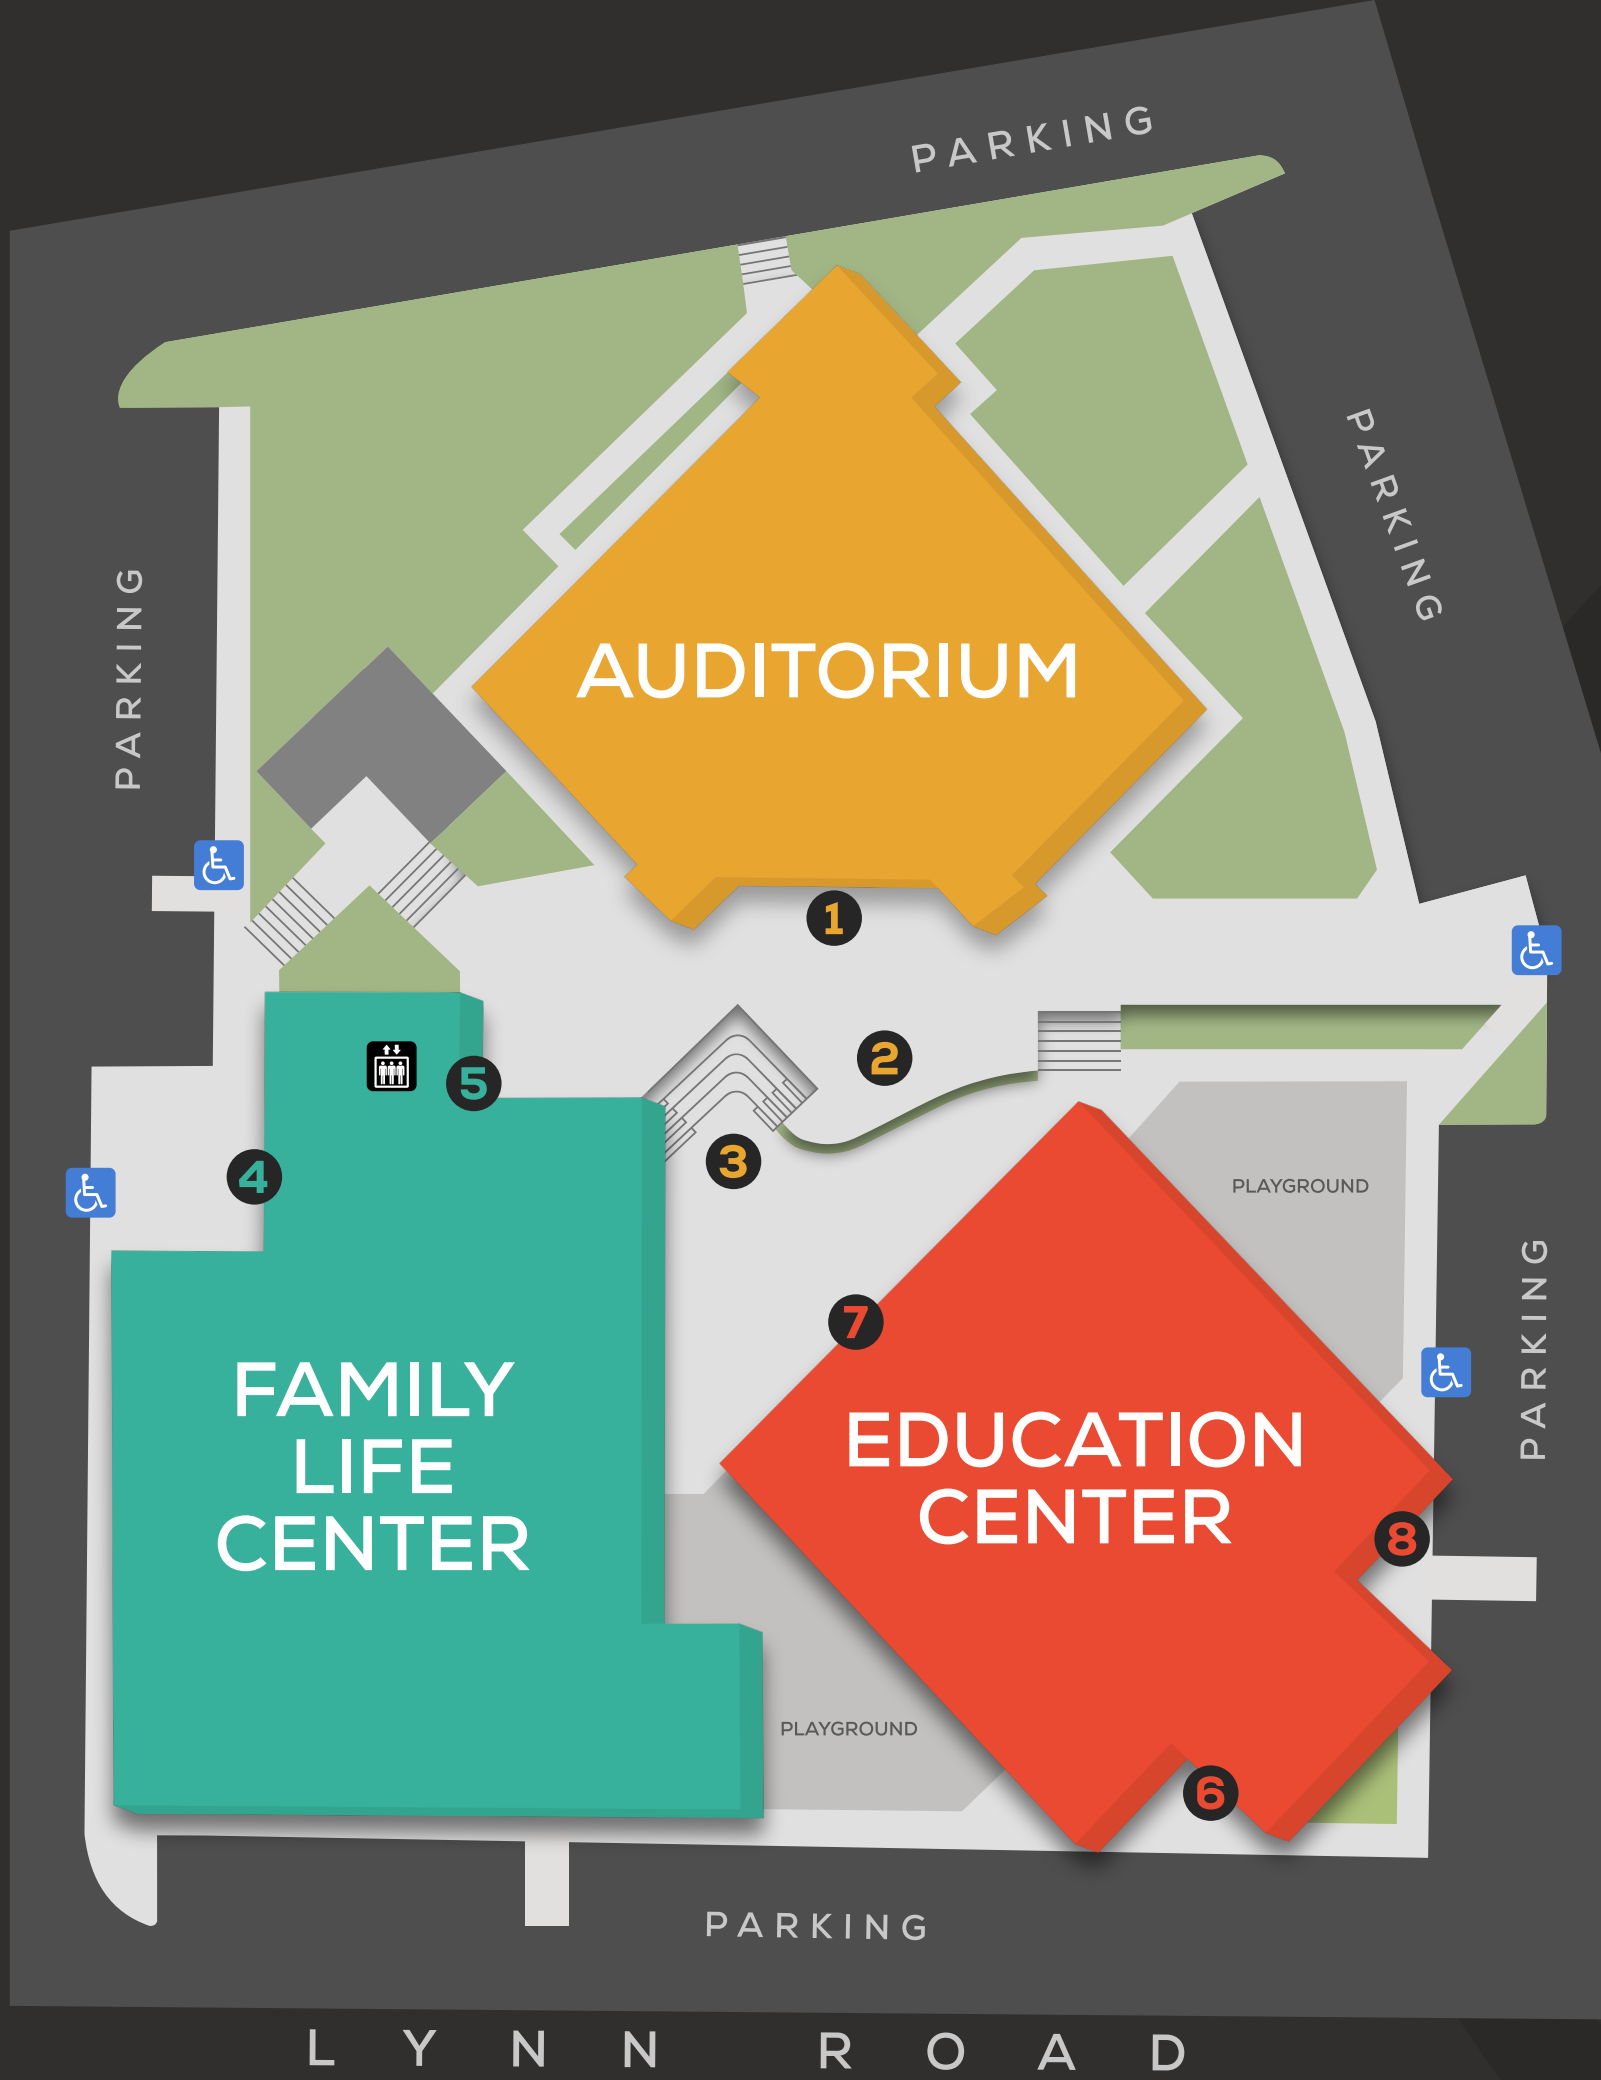 PARKING
PARKING
PARKING
AUDITORIUM
1
2
5
3
4
PLAYGROUND
7
PARKING
FAMILY
LIFE
CENTER
EDUCATION
CENTER
8
PLAYGROUND
6
PARKING
LYNN ROAD